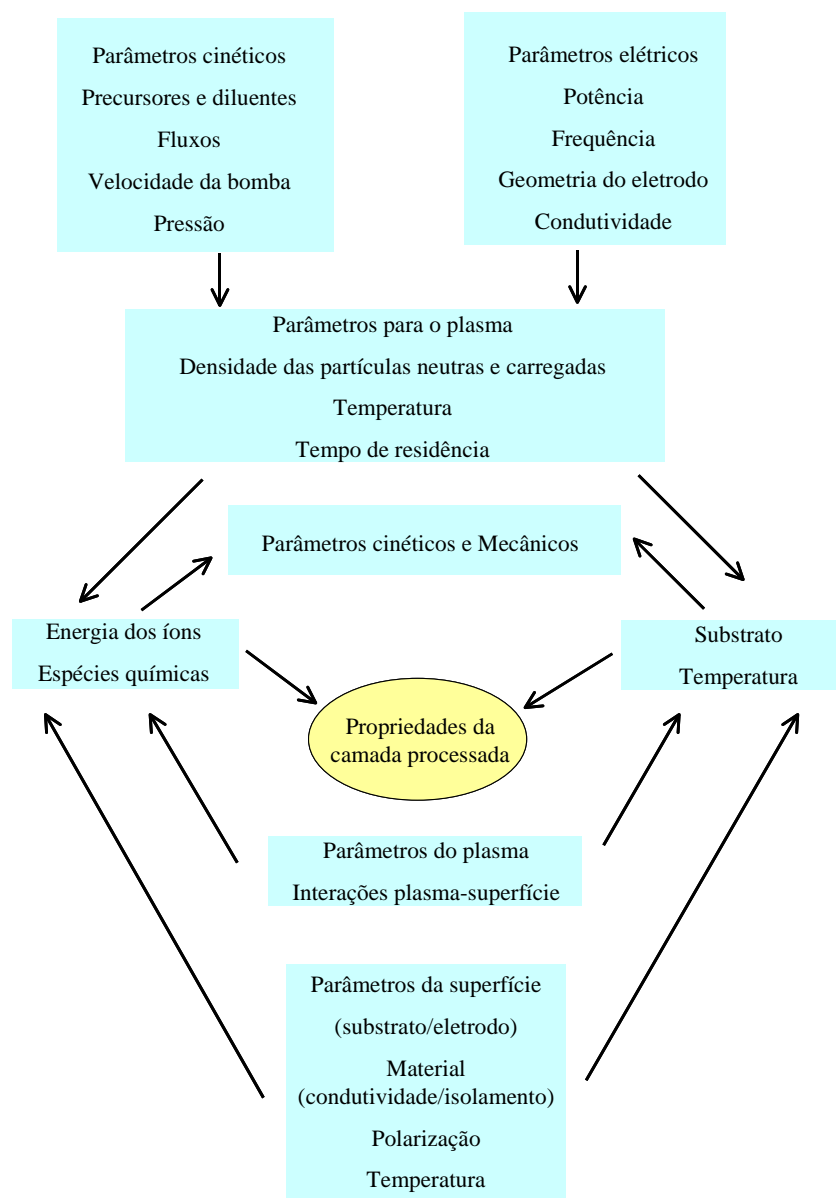 Parâmetros cinéticos
Precursores e diluentes
Fluxos
Velocidade da bomba
Pressão
Parâmetros elétricos
Potência
Frequência
Geometria do eletrodo
Condutividade
Parâmetros para o plasma
Densidade das partículas neutras e carregadas
Temperatura
Tempo de residência
Parâmetros cinéticos e Mecânicos
Energia dos íons
Espécies químicas
Substrato
Temperatura
Propriedades da
camada processada
Parâmetros do plasma
Interações plasma-superfície
Parâmetros da superfície
(substrato/eletrodo)
Material
(condutividade/isolamento)
Polarização
Temperatura